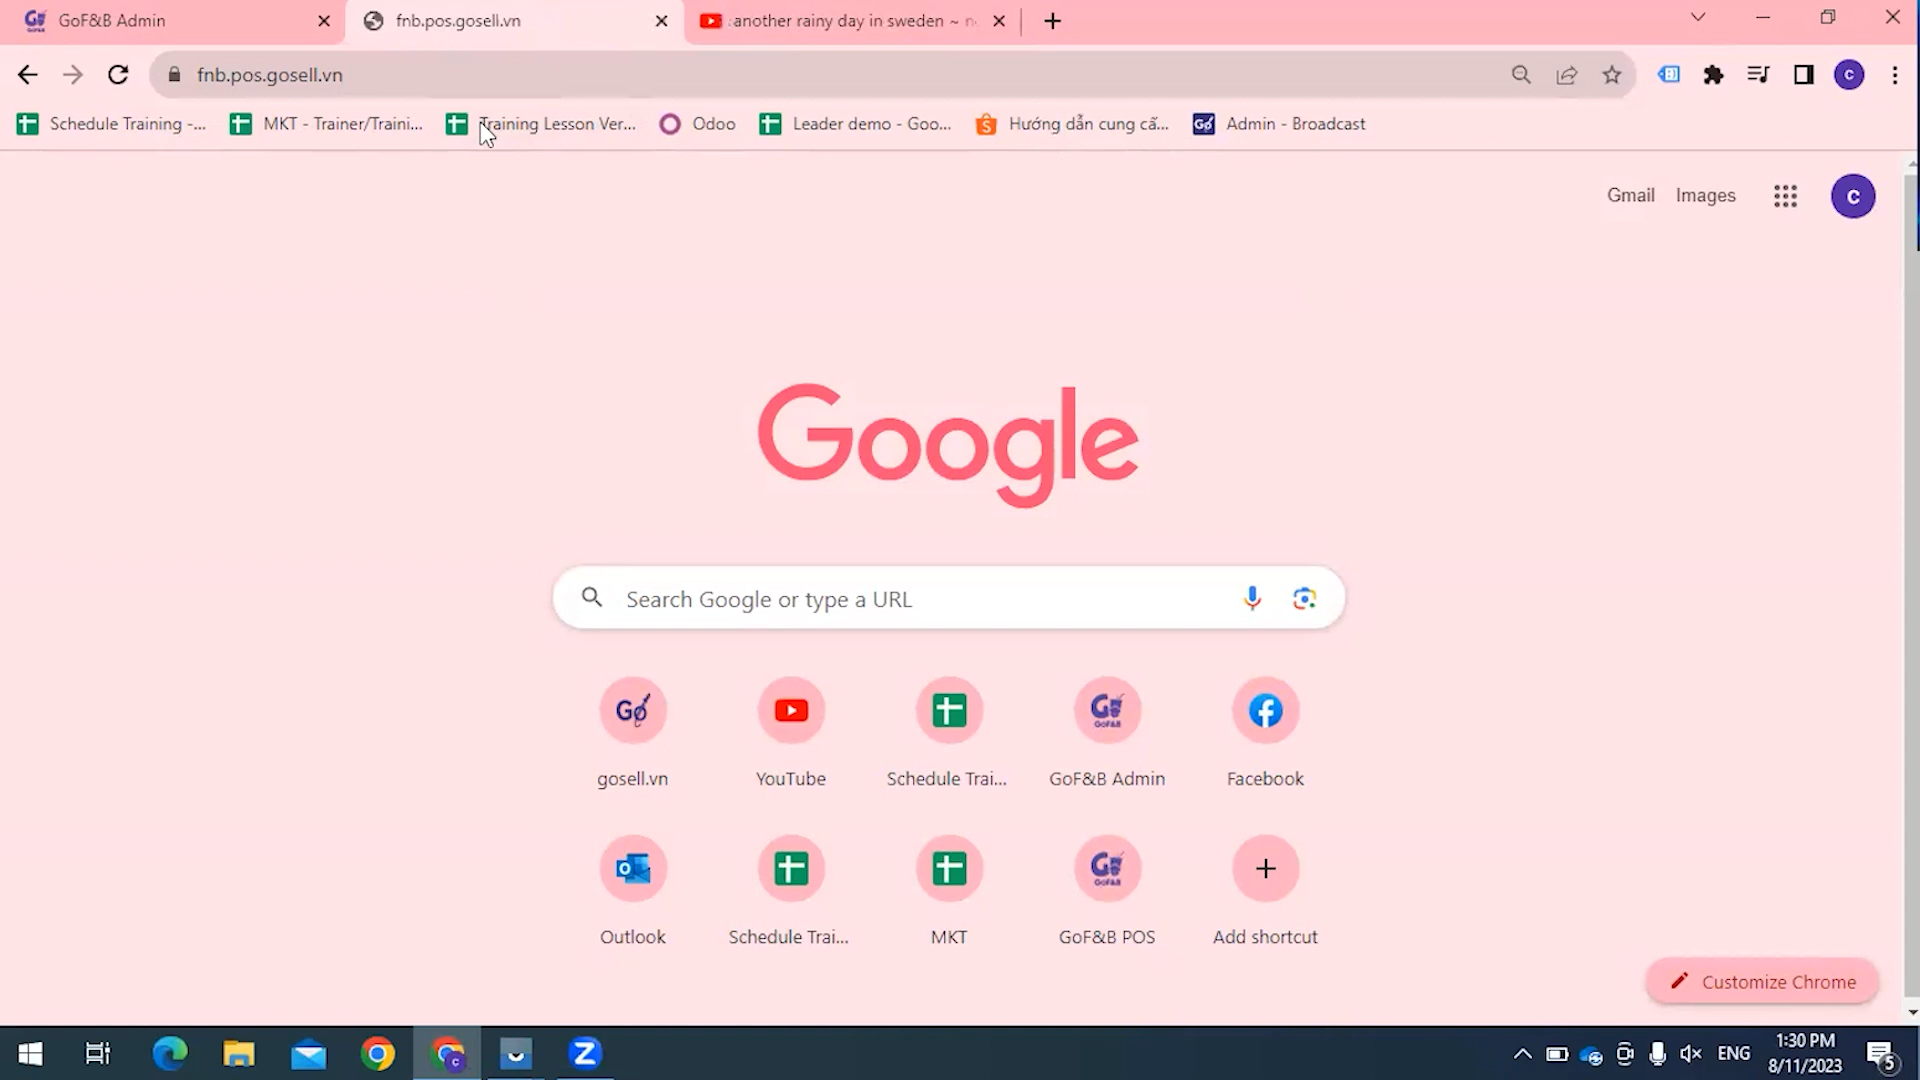 GoF&B Admin
fnb.pos.gosell.vn
another rainy day in sweden ~ n
fnb.pos.gosell.vn
Schedule Training -...
MKT - Trainer/Traini...
Training Lesson Ver...
Odoo
Leader demo - Goo...
Hướng dẫn cung cấ...
Admin - Broadcast
Gmail
Images
C
C
Google
Search Google or type a URL
gosell.vn
YouTube
Schedule Trai...
GoF&B Admin
Facebook
Outlook
Schedule Trai...
MKT
GoF&B POS
Add shortcut
Customize Chrome
ENG
1:30 PM
8/11/2023
5